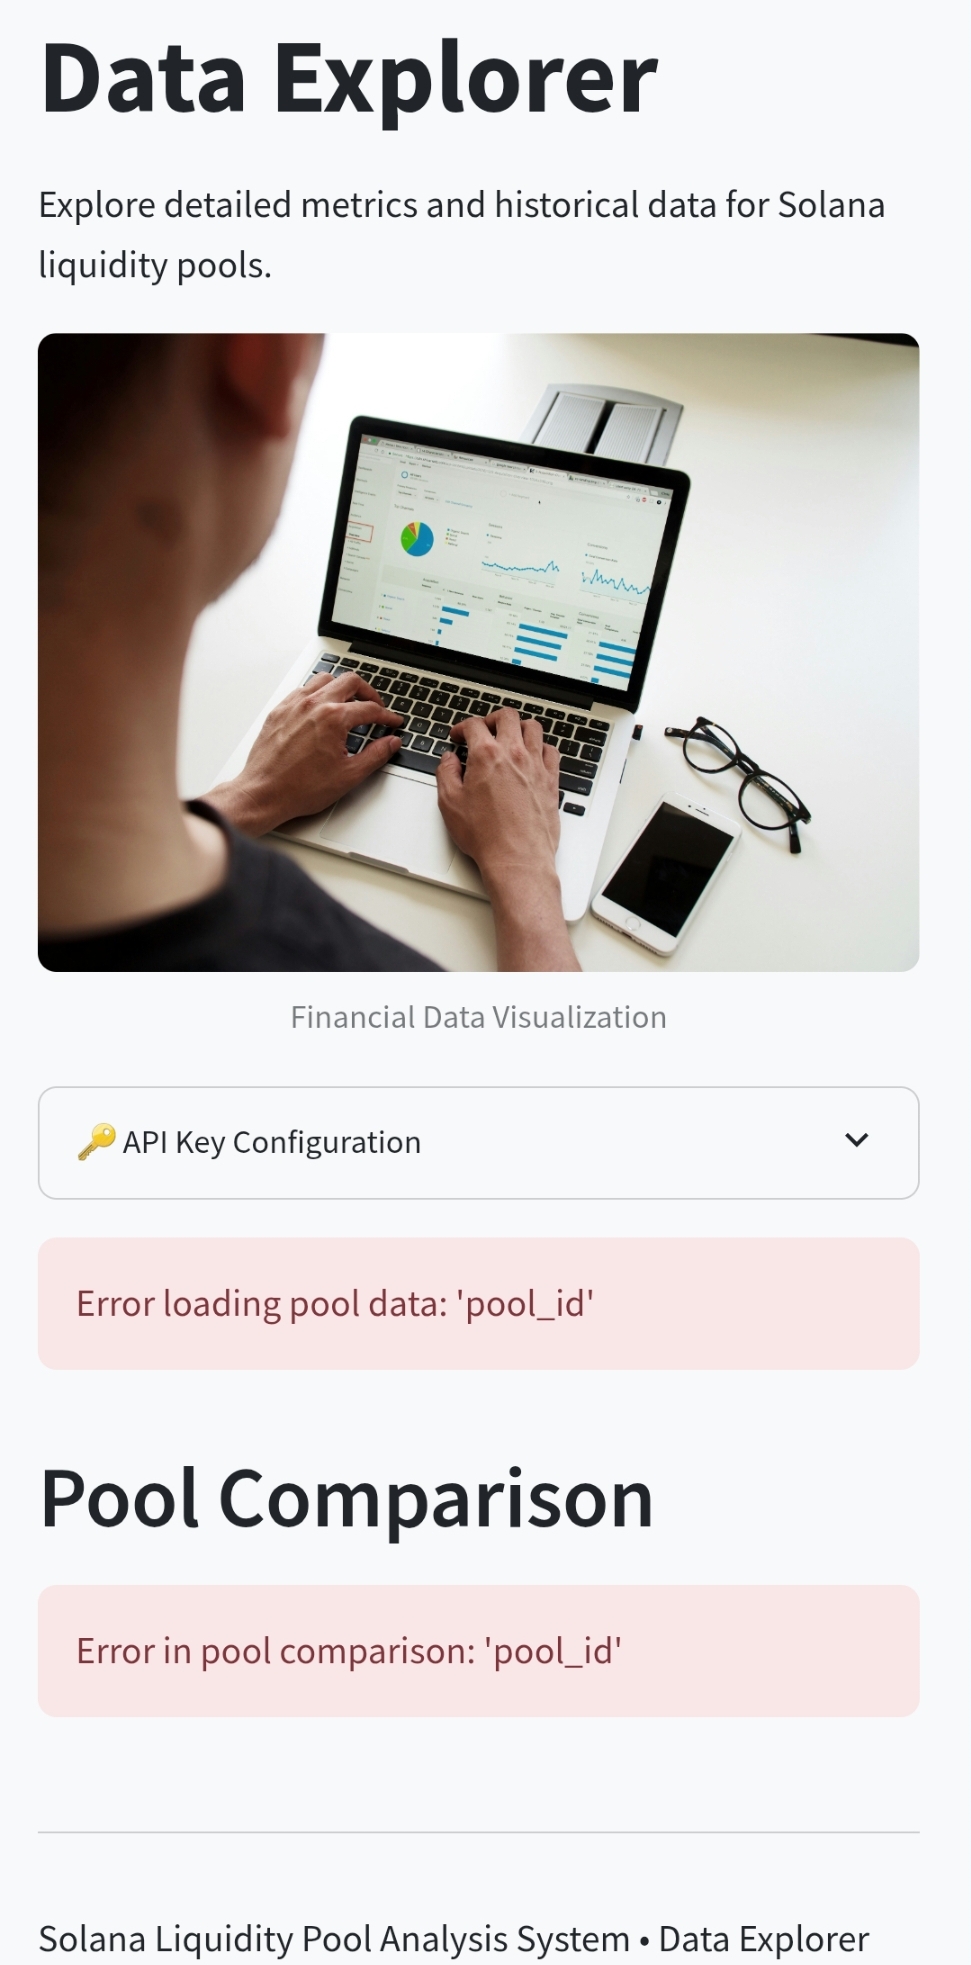 Data Explorer
Explore detailed metrics and historical data for Solana
liquidity pools.
Financial Data Visualization
🔑 API Key Configuration
Error loading pool data: 'pool_id'
Pool Comparison
Error in pool comparison: 'pool_id'
Solana Liquidity Pool Analysis System • Data Explorer